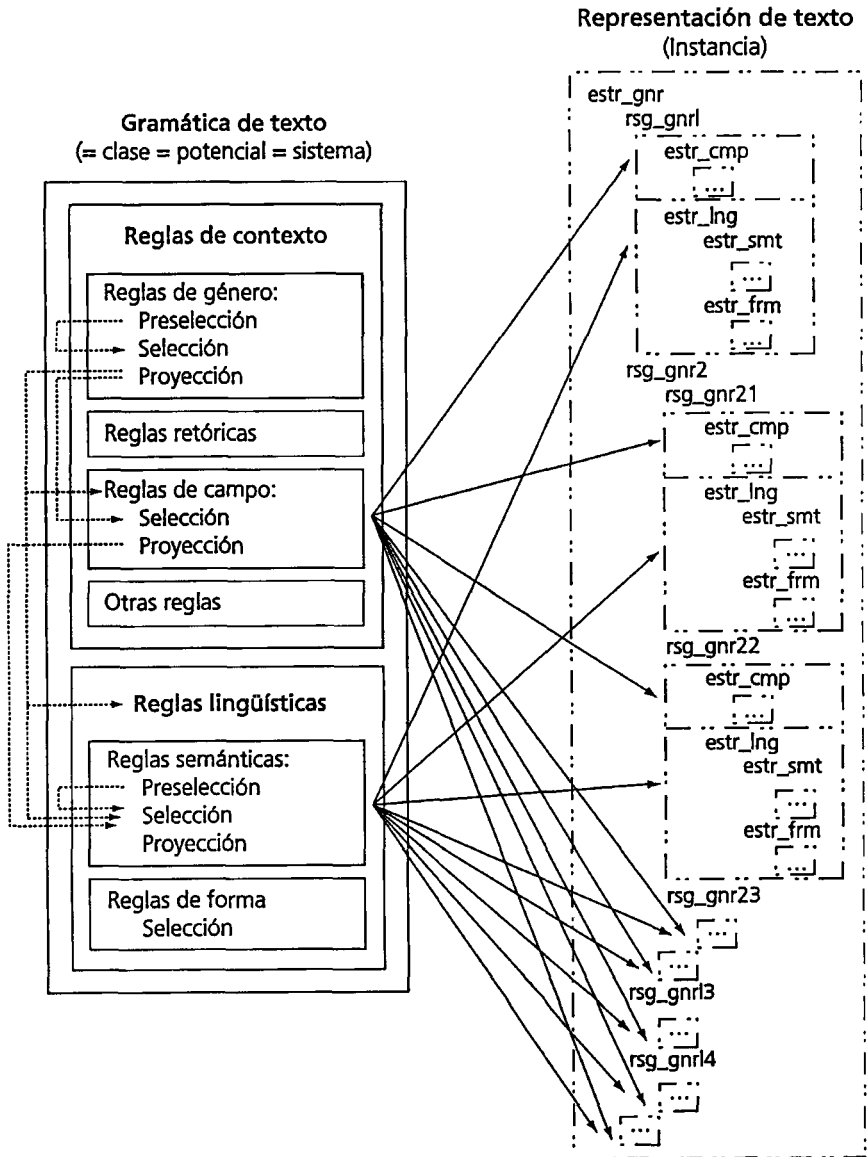 Representación de texto
(Instancia)
Gramática de texto
(= clase = potencial = sistema)
Reglas de contexto
Reglas de género:
Preselección
Selección
Proyección
Reglas retóricas
Reglas de campo:
Selección
Proyección
Otras reglas
Reglas lingüísticas
Reglas semánticas:
Preselección
Selección
Proyección
Reglas de forma
Selección
estr_gnr
rsg_gnrl
estr_cmp
...
estr_lng
estr_smt
...
estr_frm
...
rsg_gnr2
rsg_gnr21
estr_cmp
...
estr_lng
estr_smt
...
estr_frm
...
rsg_gnr22
estr_cmp
...
estr_lng
estr_smt
...
estr_frm
...
rsg_gnr23
...
...
rsg_gnrl3
...
rsg_gnrl4
...
...